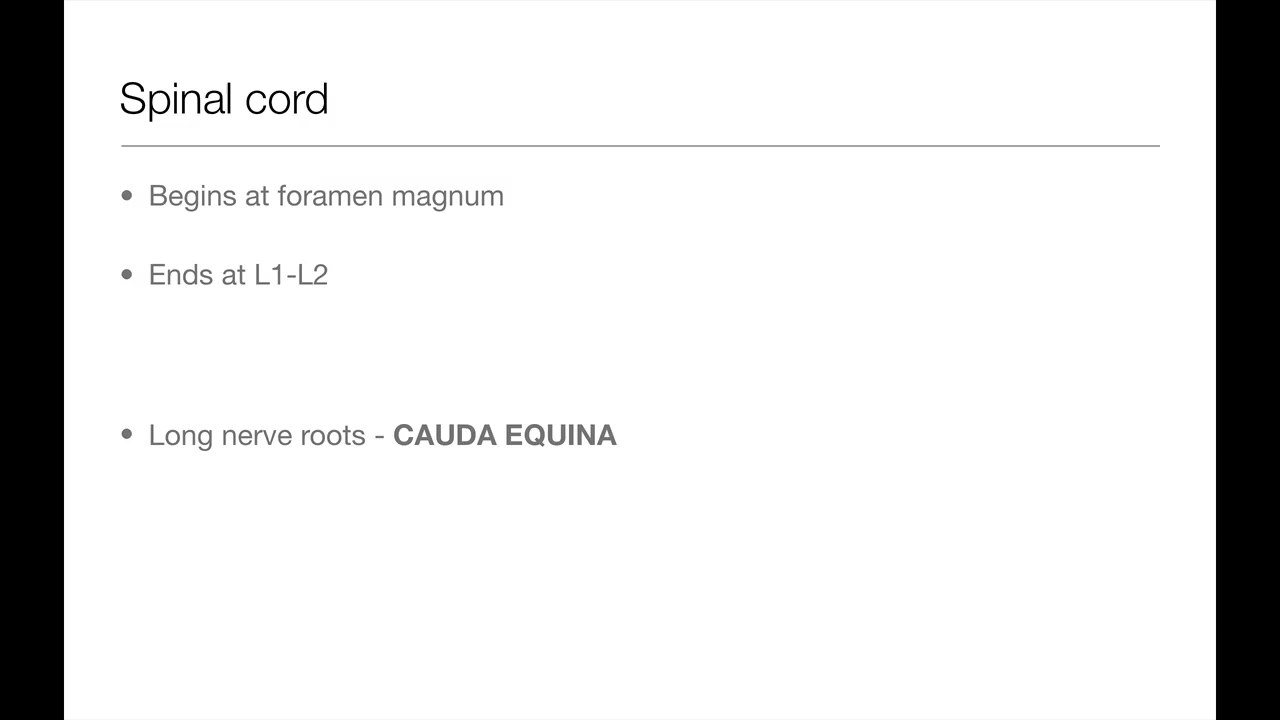 Spinal cord
• Begins at foramen magnum
• Ends at L1-L2
• Long nerve roots - CAUDA EQUINA